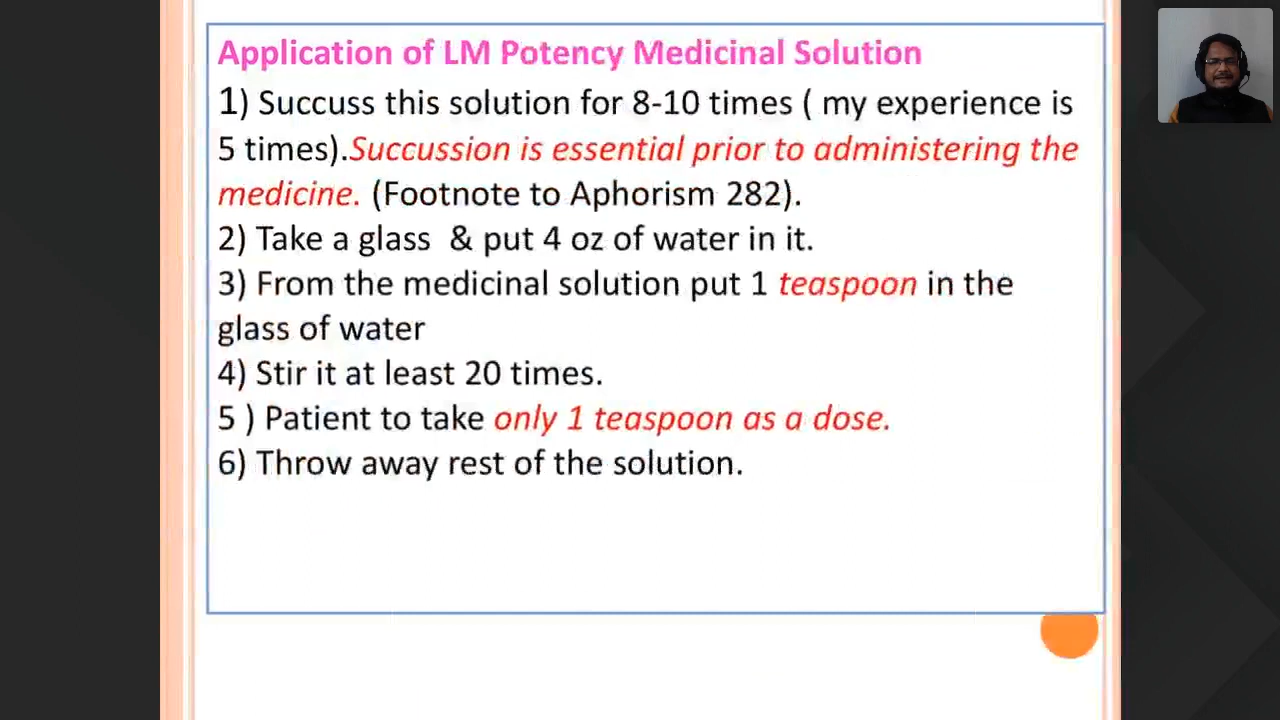 Application of LM Potency Medicinal Solution
1) Succuss this solution for 8-10 times ( my experience is
5 times).Succussion is essential prior to administering the
medicine. (Footnote to Aphorism 282).
2) Take a glass  & put 4 oz of water in it.
3) From the medicinal solution put 1 teaspoon in the
glass of water
4) Stir it at least 20 times.
5 ) Patient to take only 1 teaspoon as a dose.
6) Throw away rest of the solution.